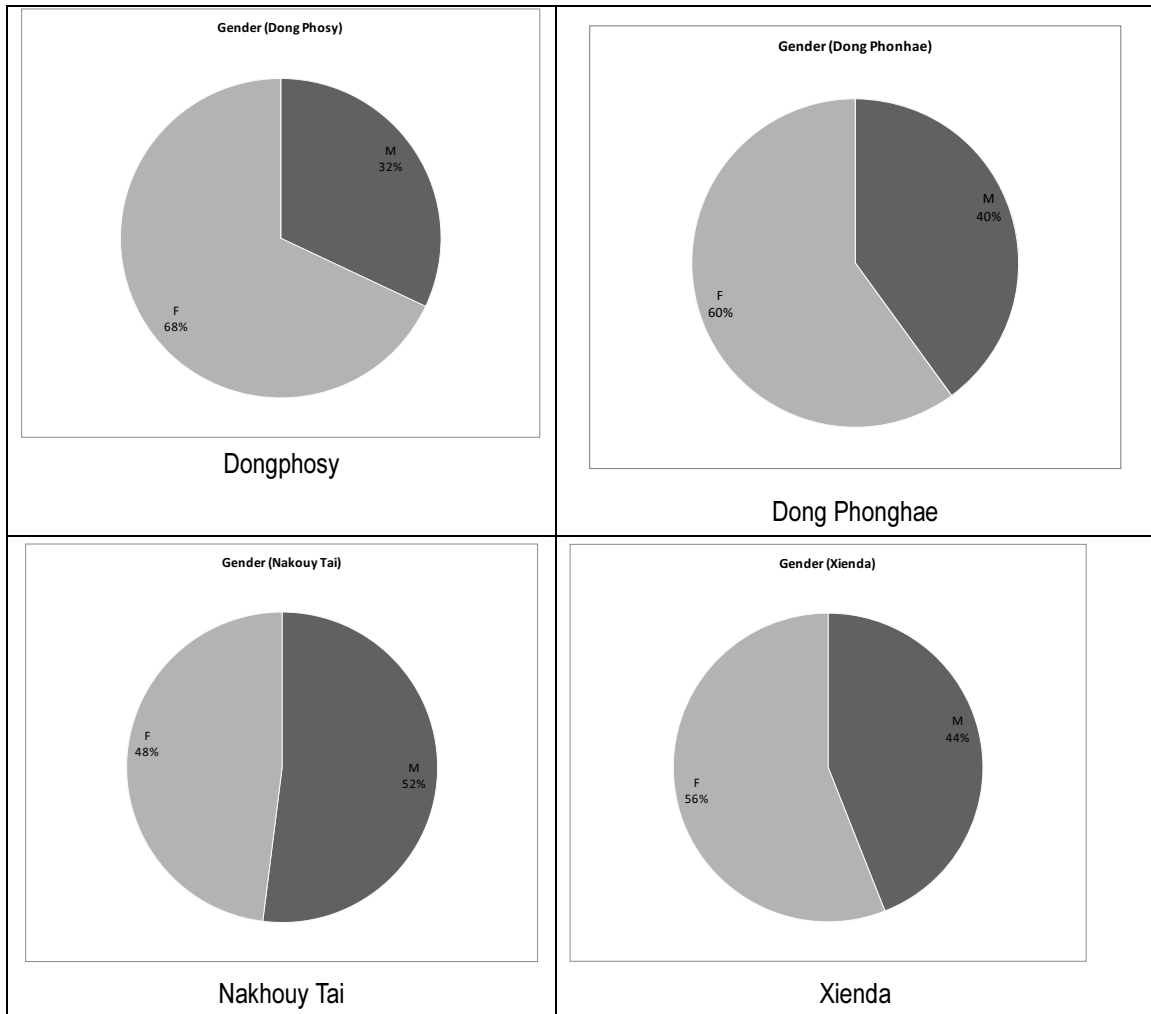 Gender (Dong Phosy)
M
32%
F
68%
Dongphosy
Gender (Dong Phonhae)
M
40%
F
60%
Dong Phonghae
Gender (Nakouy Tai)
F
48%
M
52%
Nakhouy Tai
Gender (Xienda)
M
44%
F
56%
Xienda